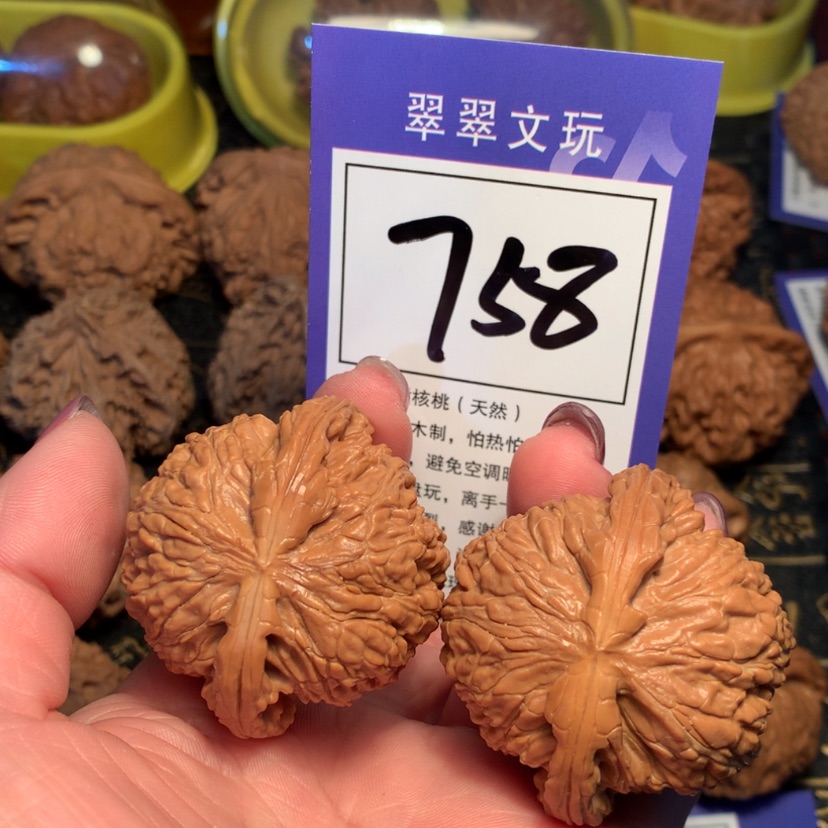 翠翠文玩
758
核桃（天然）
木制，怕热怕
，避免空调
玩，离手一
，感谢